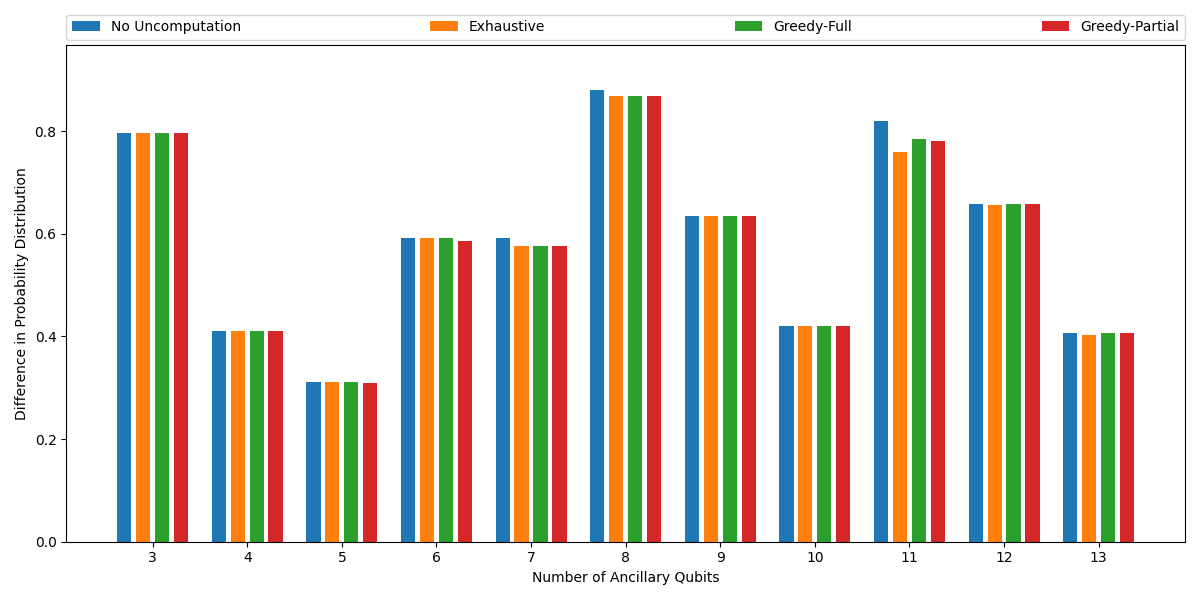 No Uncomputation Exhaustive Greedy-Full Greedy-Partial
Difference in Probability Distribution
0.8
0.6
0.4
0.2
0.0
3 4 5 6 7 8 9 10 11 12 13
Number of Ancillary Qubits